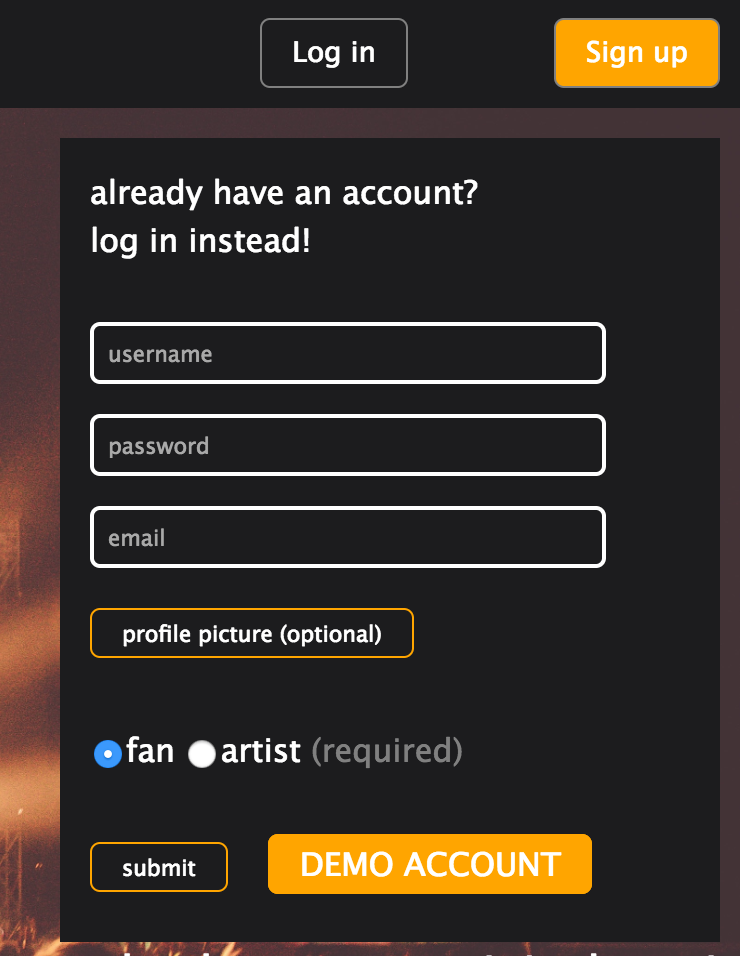 Log in
Sign up
already have an account?
log in instead!
username
password
email
profile picture (optional)
fan artist (required)
submit
DEMO ACCOUNT